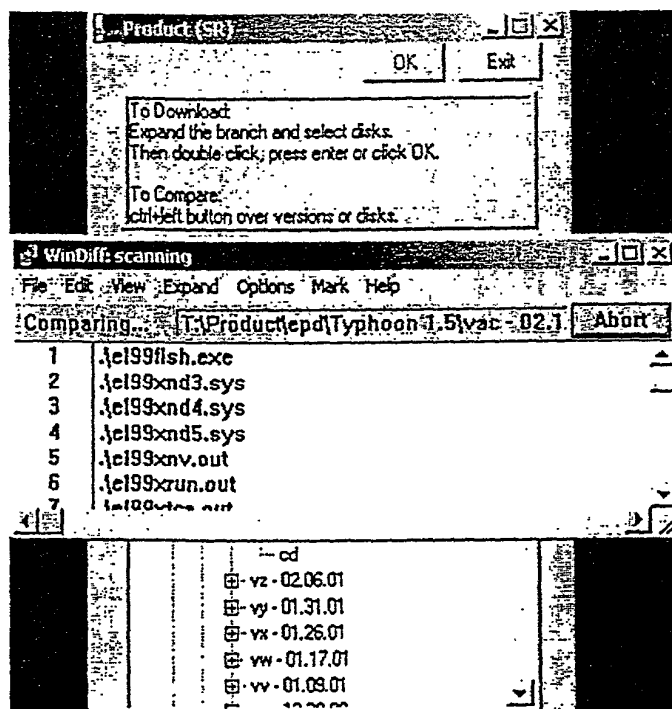 ...Product (SR)
OK Exit
To Download:
Expand the branch and select disks.
Then double click, press enter or click OK.
To Compare:
ctrl+left button over versions or disks.
WinDiff: scanning
File Edit View Expand Options Mark Help
Comparing... T:\Product\epd\Typhoon 1.5\vac - 02.1 Abort
1 .\el99flsh.exe
2 .\el99xnd3.sys
3 .\el99xnd4.sys
4 .\el99xnd5.sys
5 .\el99xnv.out
6 .\el99xrun.out
7
cd
vz - 02.06.01
vy - 01.31.01
vx - 01.26.01
vw - 01.17.01
vv - 01.09.01